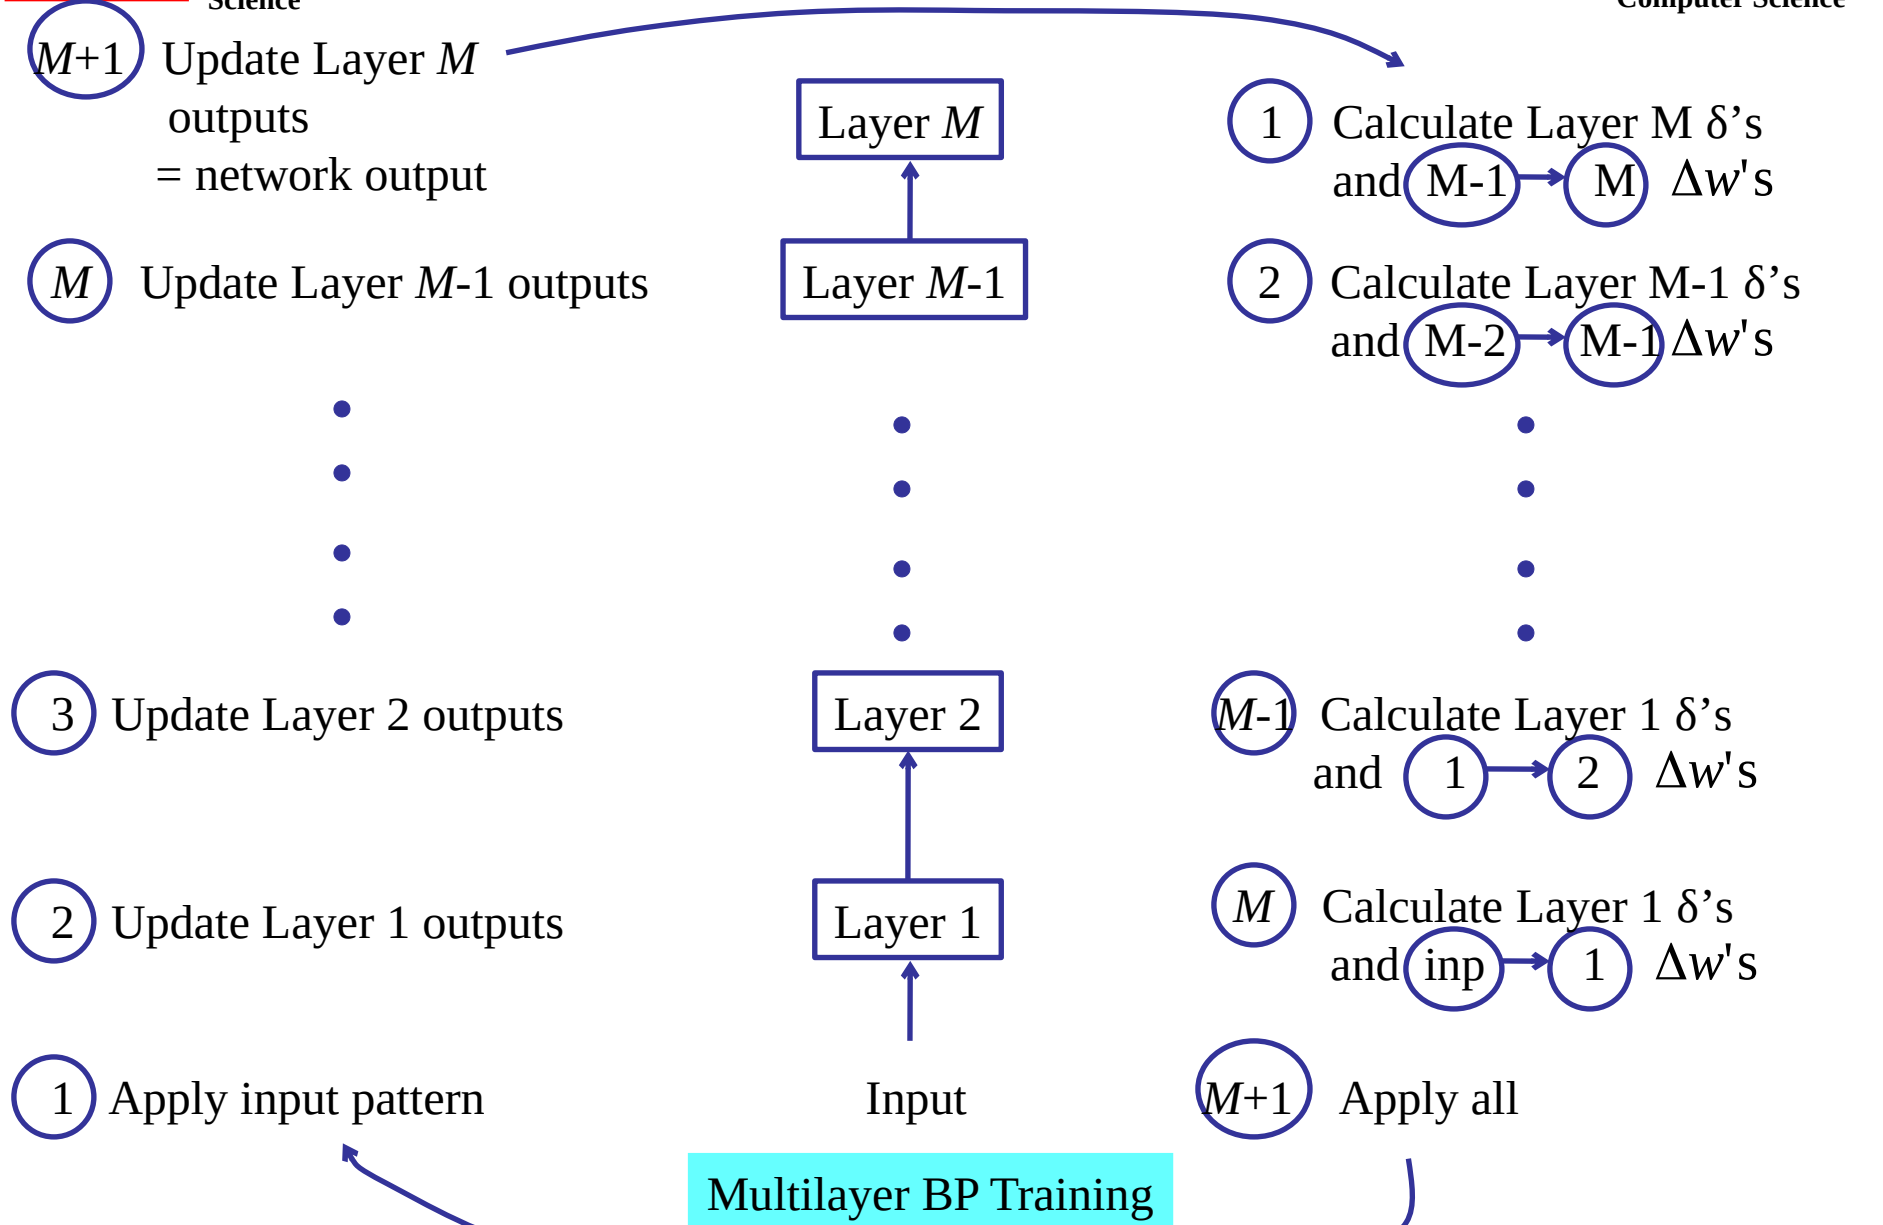 Science
Computer Science
M+1 Update Layer M
outputs
= network output
M Update Layer M-1 outputs
3 Update Layer 2 outputs
2 Update Layer 1 outputs
1 Apply input pattern
Layer M
Layer M-1
Layer 2
Layer 1
Input
1 Calculate Layer M δ’s
and M-1 M Δw's
2 Calculate Layer M-1 δ’s
and M-2 M-1 Δw's
M-1 Calculate Layer 1 δ’s
and 1 2 Δw's
M Calculate Layer 1 δ’s
and inp 1 Δw's
M+1 Apply all
Multilayer BP Training